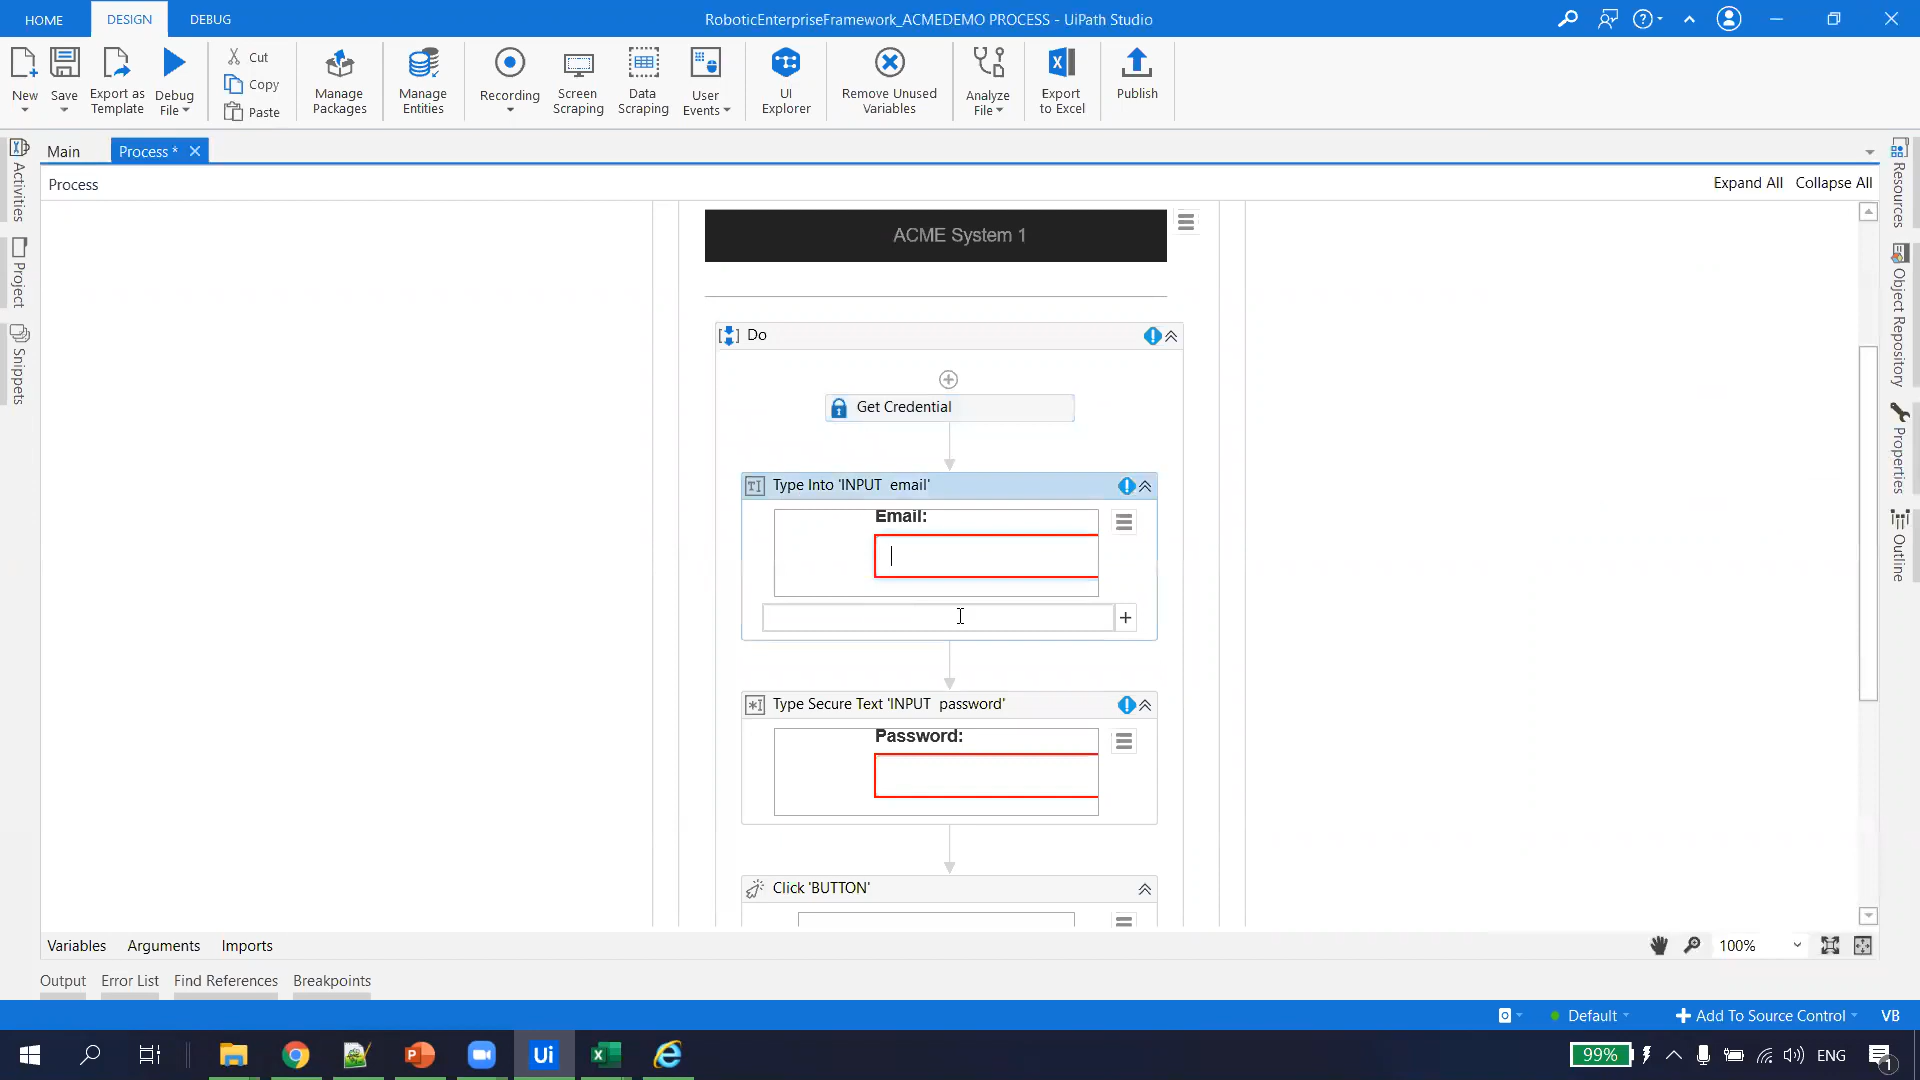 HOME
DESIGN
DEBUG
RoboticEnterpriseFramework_ACMEDEMO PROCESS - UiPath Studio
New
Save
Export as
Template
Debug
File
Cut
Copy
Paste
Manage
Packages
Manage
Entities
Recording
Screen
Scraping
Data
Scraping
User
Events
UI
Explorer
Remove Unused
Variables
Analyze
File
Export
to Excel
Publish
Main
Process *
Process
Expand All
Collapse All
Activities
Project
Snippets
Resources
Object Repository
Properties
Outline
ACME System 1
Do
Get Credential
Type Into 'INPUT email'
Email:
Type Secure Text 'INPUT password'
Password:
Click 'BUTTON'
Variables
Arguments
Imports
100%
Output
Error List
Find References
Breakpoints
Default
Add To Source Control
VB
Ui
99%
ENG
1